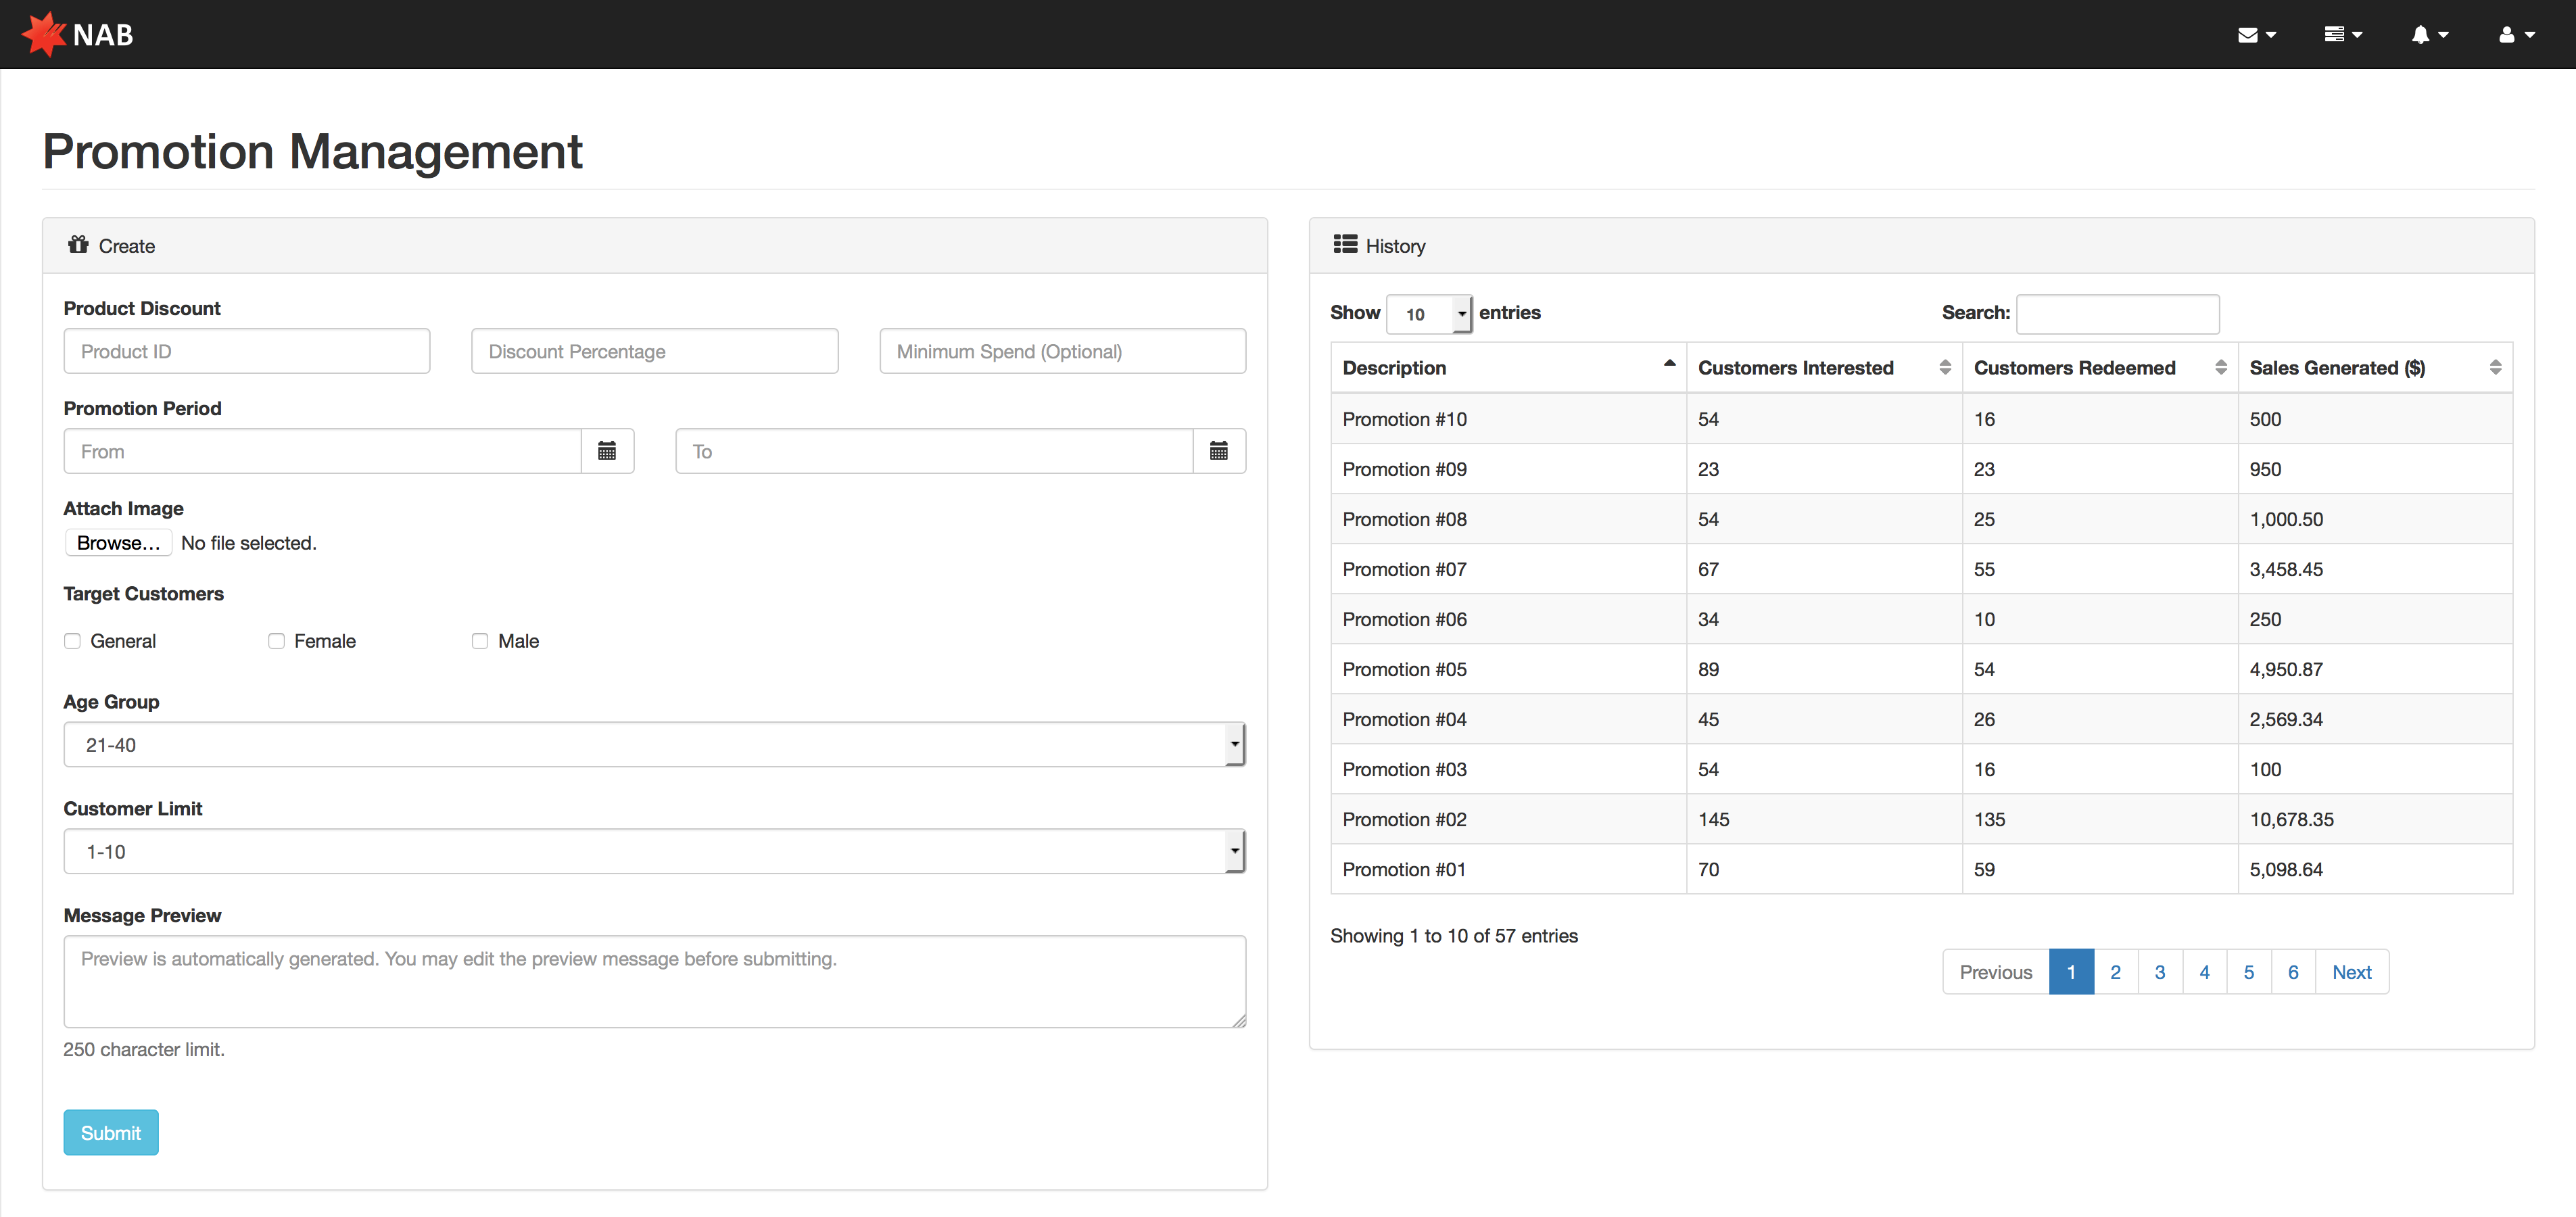 NAB
Promotion Management
Create
Product Discount
Product ID Discount Percentage Minimum Spend (Optional)
Promotion Period
From To
Attach Image
Browse... No file selected.
Target Customers
General Female Male
Age Group
21-40
Customer Limit
1-10
Message Preview
Preview is automatically generated. You may edit the preview message before submitting.
250 character limit.
Submit
History
Show 10 entries Search:
Description Customers Interested Customers Redeemed Sales Generated ($)
Promotion #10 54 16 500
Promotion #09 23 23 950
Promotion #08 54 25 1,000.50
Promotion #07 67 55 3,458.45
Promotion #06 34 10 250
Promotion #05 89 54 4,950.87
Promotion #04 45 26 2,569.34
Promotion #03 54 16 100
Promotion #02 145 135 10,678.35
Promotion #01 70 59 5,098.64
Showing 1 to 10 of 57 entries
Previous 1 2 3 4 5 6 Next